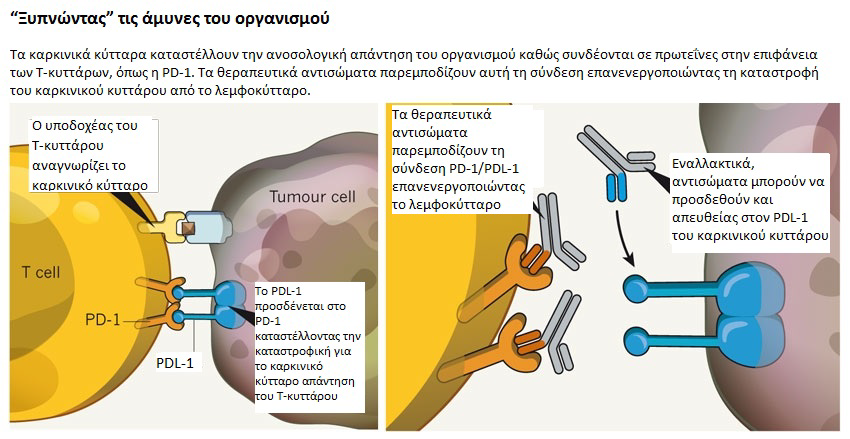 “Ξυπνώντας” τις άμυνες του οργανισμού
Τα καρκινικά κύτταρα καταστέλλουν την ανοσολογική απάντηση του οργανισμού καθώς συνδέονται σε πρωτεΐνες στην επιφάνεια
των Τ-κυττάρων, όπως η PD-1. Τα θεραπευτικά αντισώματα παρεμποδίζουν αυτή τη σύνδεση επανενεργοποιώντας τη καταστροφή
του καρκινικού κυττάρου από το λεμφοκύτταρο.
Ο υποδοχέας του
Τ-κυττάρου
αναγνωρίζει το
καρκινικό κύτταρο
Tumour cell
T cell
PD-1
PDL-1
Το PDL-1
προσδένεται στο
PD-1
καταστέλλοντας την
καταστροφική για
το καρκινικό
κύτταρο απάντηση
του Τ-κυττάρου
Τα θεραπευτικά
αντισώματα
παρεμποδίζουν τη
σύνδεση PD-1/PDL-1
επανενεργοποιώντας
το λεμφοκύτταρο
Εναλλακτικά,
αντισώματα μπορούν να
προσδεθούν και
απευθείας στον PDL-1
του καρκινικού κυττάρου